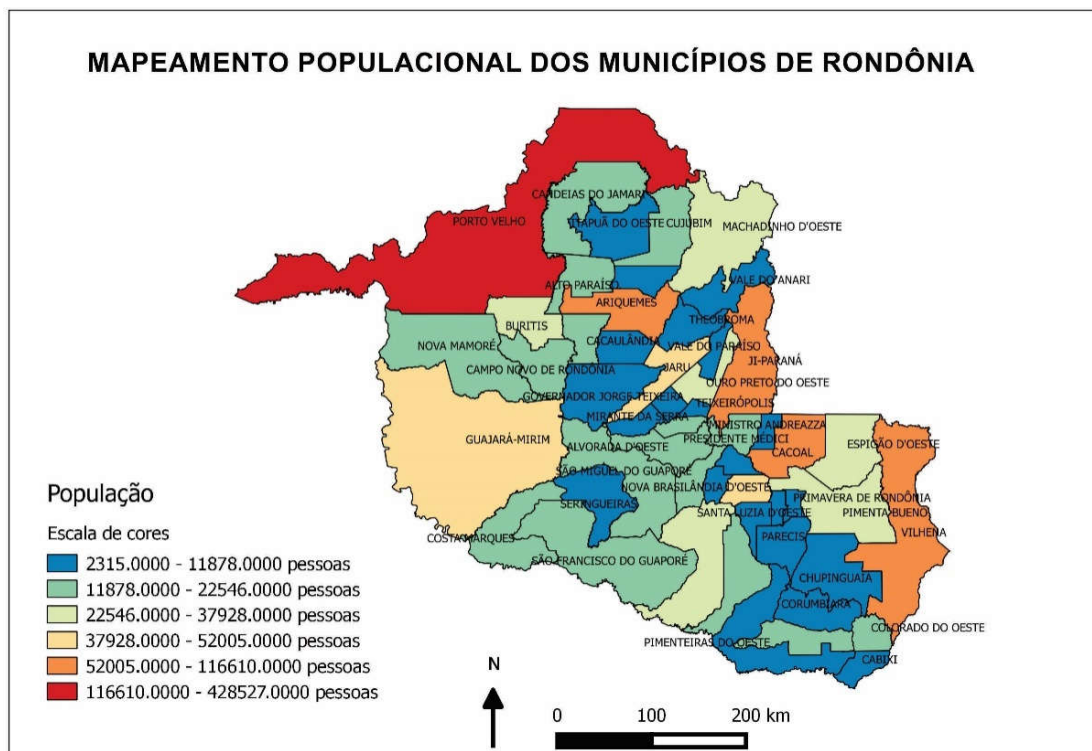 MAPEAMENTO POPULACIONAL DOS MUNICÍPIOS DE RONDÔNIA
CANDEIAS DO JAMARI
PORTO VELHO
ITAPUÃ DO OESTE
CUJUBIM
MACHADINHO D'OESTE
VALE DO ANARI
ALTO PARAÍSO
ARIQUEMES
THEOBROMA
BURITIS
CACAULÂNDIA
VALE DO PARAÍSO
NOVA MAMORÉ
JI-PARANÁ
CAMPO NOVO DE RONDÔNIA
JARU
OURO PRETO DO OESTE
GOVERNADOR JORGE TEIXEIRA
TEIXEIRÓPOLIS
MIRANTE DA SERRA
MINISTRO ANDREAZZA
GUAJARÁ-MIRIM
ALVORADA D'OESTE
PRESIDENTE MÉDICI
ESPIGÃO D'OESTE
CACOAL
SÃO MIGUEL DO GUAPORÉ
NOVA BRASILÂNDIA D'OESTE
PRIMAVERA DE RONDÔNIA
SERINGUEIRAS
SANTA LUZIA D'OESTE
PIMENTA BUENO
VILHENA
COSTA MARQUES
PARECIS
SÃO FRANCISCO DO GUAPORÉ
CHUPINGUAIA
CORUMBIARA
COLORADO DO OESTE
PIMENTEIRAS DO OESTE
CABIXI
População
Escala de cores
2315.0000 - 11878.0000 pessoas
11878.0000 - 22546.0000 pessoas
22546.0000 - 37928.0000 pessoas
37928.0000 - 52005.0000 pessoas
52005.0000 - 116610.0000 pessoas
116610.0000 - 428527.0000 pessoas
N
0 100 200 km